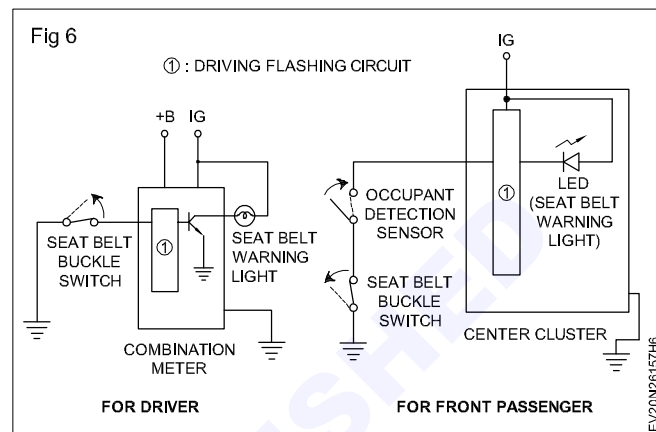 Fig 6
① : DRIVING FLASHING CIRCUIT
+B IG
①
SEAT BELT
BUCKLE
SWITCH
SEAT BELT
WARNING
LIGHT
COMBINATION
METER
FOR DRIVER
IG
①
LED
(SEAT BELT
WARNING
LIGHT)
OCCUPANT
DETECTION
SENSOR
SEAT BELT
BUCKLE
SWITCH
CENTER CLUSTER
FOR FRONT PASSENGER
EV20N26157H6